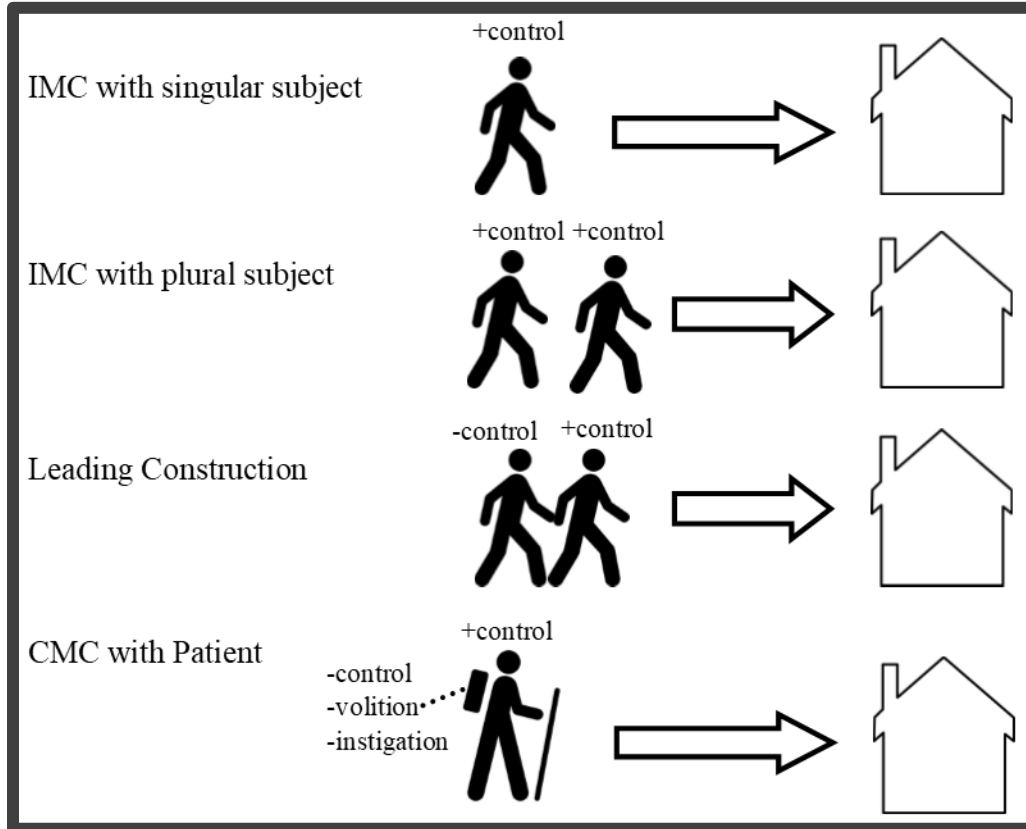 +control
IMC with singular subject
+control +control
IMC with plural subject
-control +control
Leading Construction
+control
CMC with Patient
-control
-volition
-instigation